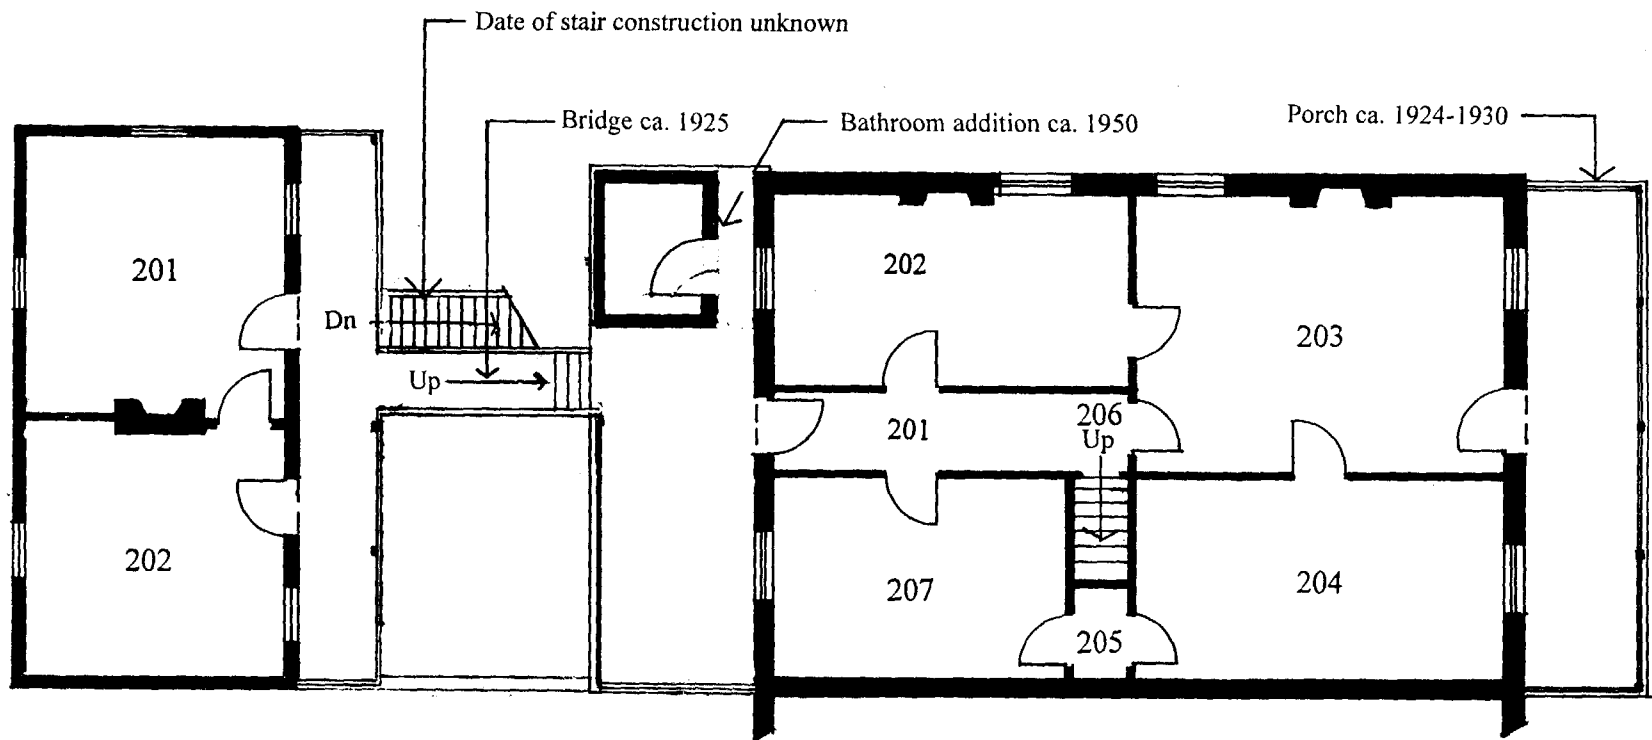 Date of stair construction unknown
Bridge ca. 1925
Bathroom addition ca. 1950
Porch ca. 1924-1930
201
202
203
Dn
Up
201
206
Up
202
207
204
205